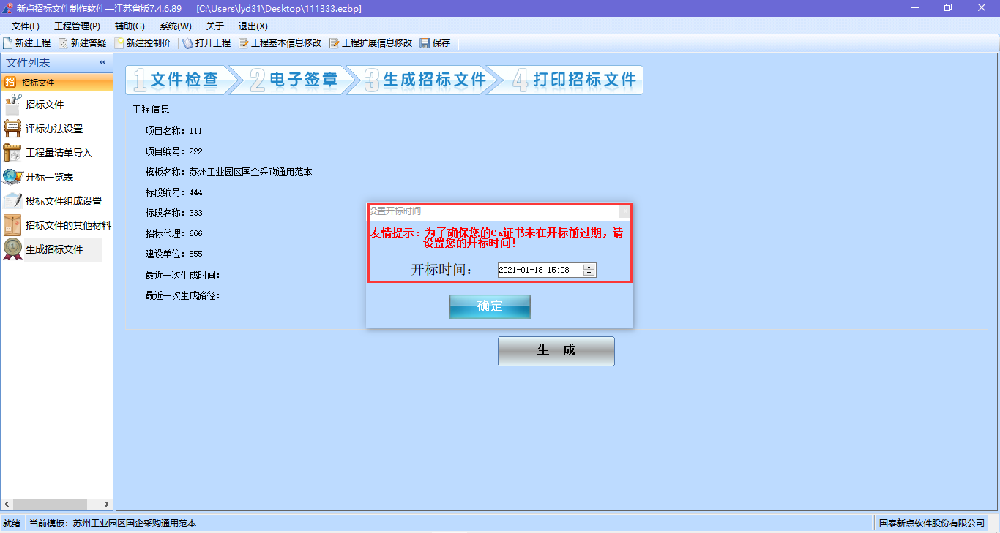 新点招标文件制作软件—江苏省版7.4.6.89 [C:\Users\lyd31\Desktop\111333.ezbp]
文件(F) 工程管理(P) 辅助(G) 系统(W) 关于 退出(X)
新建工程 新建答疑 新建控制价 打开工程 工程基本信息修改 工程扩展信息修改 保存
文件列表 «
招 招标文件
招标文件
评标办法设置
工程量清单导入
开标一览表
投标文件组成设置
招标文件的其他材料
生成招标文件
1 文件检查 2 电子签章 3 生成招标文件 4 打印招标文件
工程信息
项目名称: 111
项目编号: 222
模板名称: 苏州工业园区国企采购通用范本
标段编号: 444
标段名称: 333
招标代理: 666
建设单位: 555
最近一次生成时间:
最近一次生成路径:
设置开标时间
友情提示: 为了确保您的Ca证书未在开标前过期, 请
设置您的开标时间!
开标时间: 2021-01-18 15:08
确定
生 成
就绪 当前模板: 苏州工业园区国企采购通用范本 国泰新点软件股份有限公司